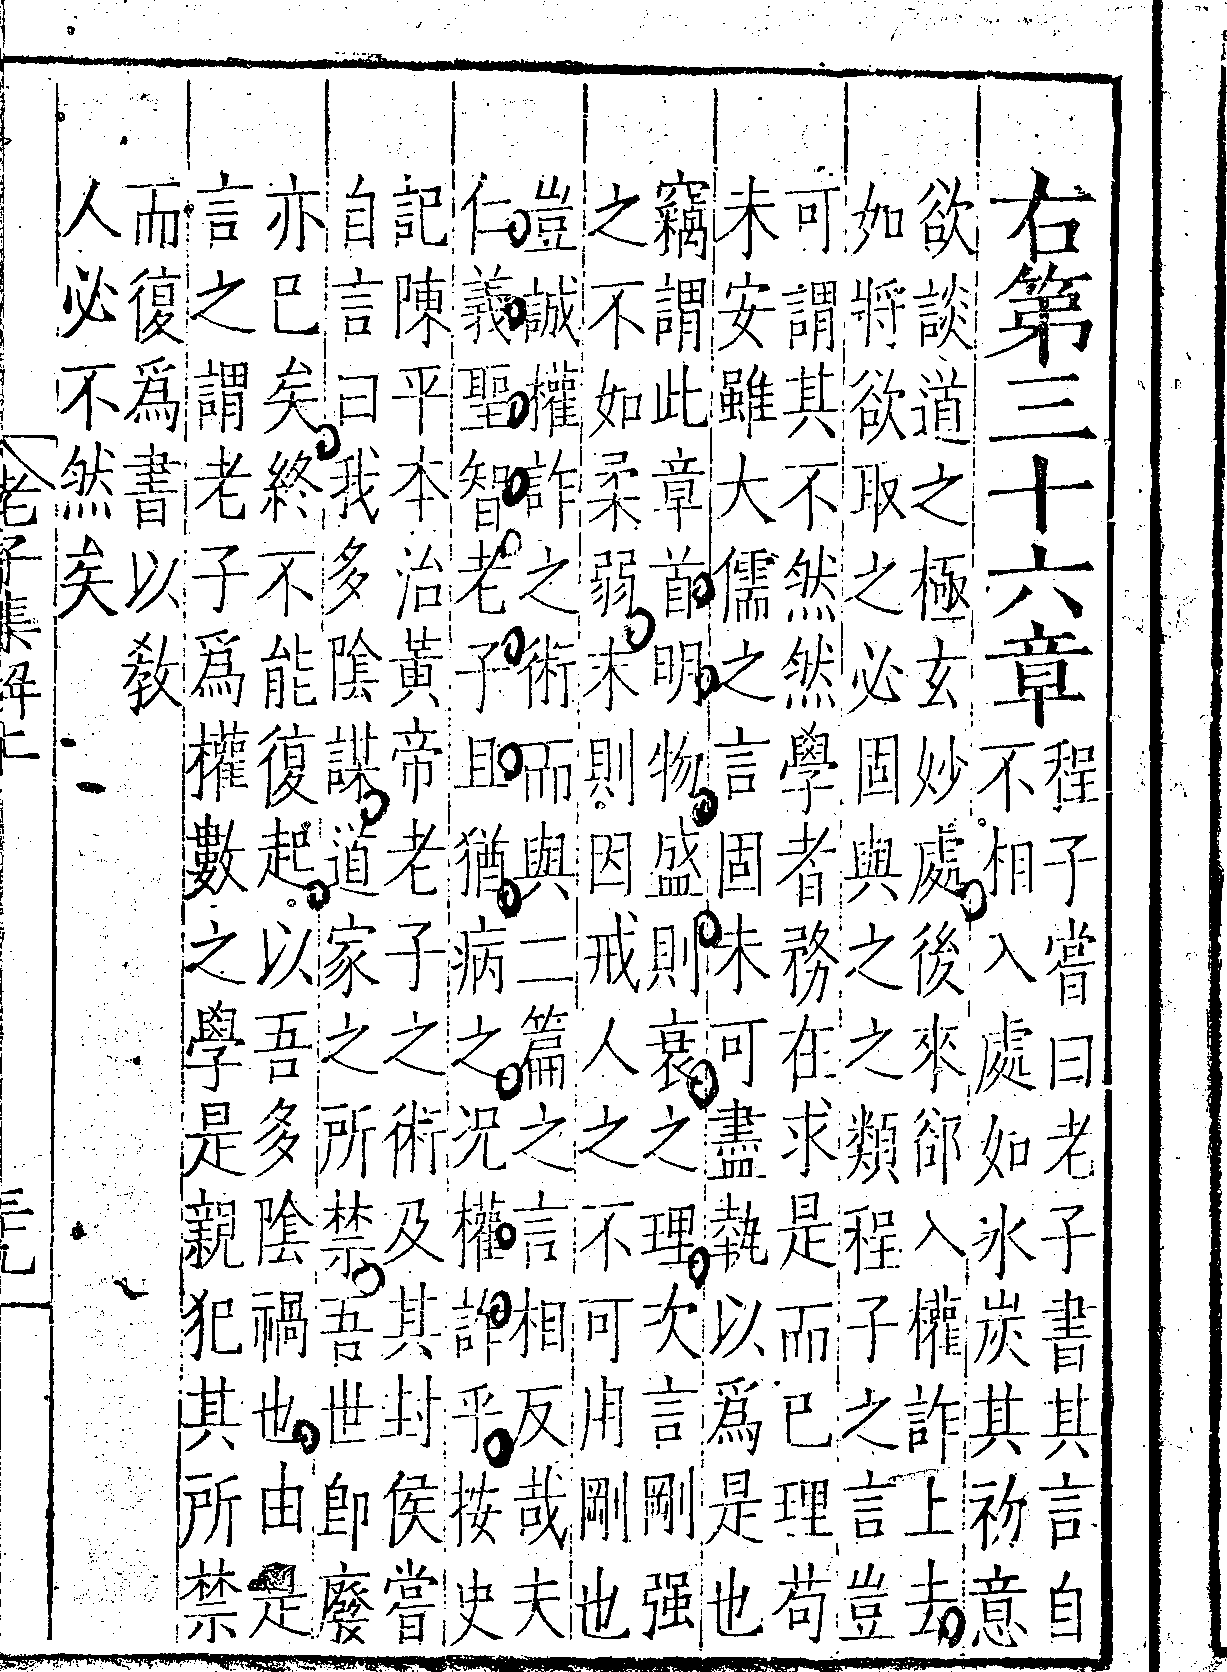 右第三十六章
程子嘗曰老子書其言自
不相入處如氷炭其初意
欲談道之極玄妙處後來郤入權詐上去
如將欲取之必固與之之類程子之言豈
可謂其不然然學者務在求是而已理苟
未安雖大儒之言固未可盡執以爲是也
竊謂此章首明物盛則衰之理次言剛强
之不如柔弱末則因戒人之不可用剛也
豈誠權詐之術而與二篇之言相反哉夫
仁義聖智老子且猶病之况權詐乎按史
記陳平本治黃帝老子之術及其封侯嘗
自言曰我多陰謀道家之所禁吾世即廢
亦已矣終不能復起以吾多陰禍也由是
言之謂老子爲權數之學是親犯其所禁
而復爲書以教
人必不然矣
老子集解上